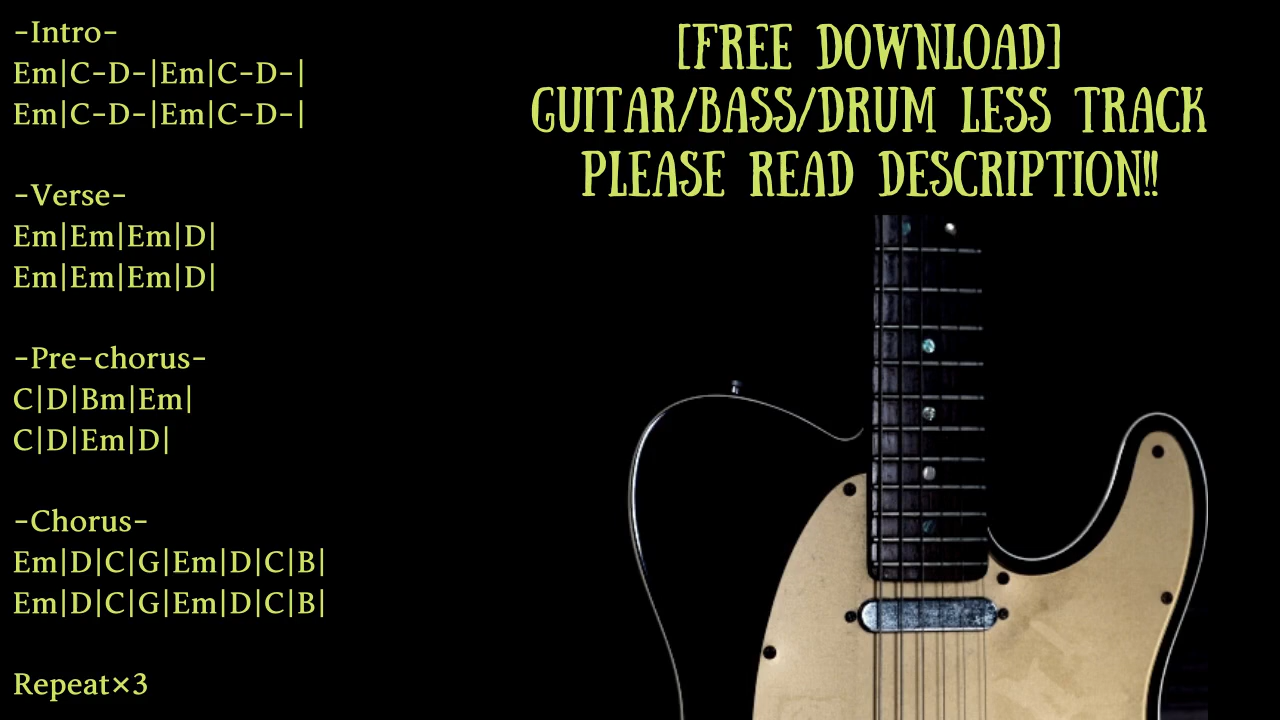 -Intro-
Em|C-D-|Em|C-D-|
Em|C-D-|Em|C-D-|
-Verse-
Em|Em|Em|D|
Em|Em|Em|D|
-Pre-chorus-
C|D|Bm|Em|
C|D|Em|D|
-Chorus-
Em|D|C|G|Em|D|C|B|
Em|D|C|G|Em|D|C|B|
Repeat×3
[FREE DOWNLOAD]
GUITAR/BASS/DRUM LESS TRACK
PLEASE READ DESCRIPTION!!